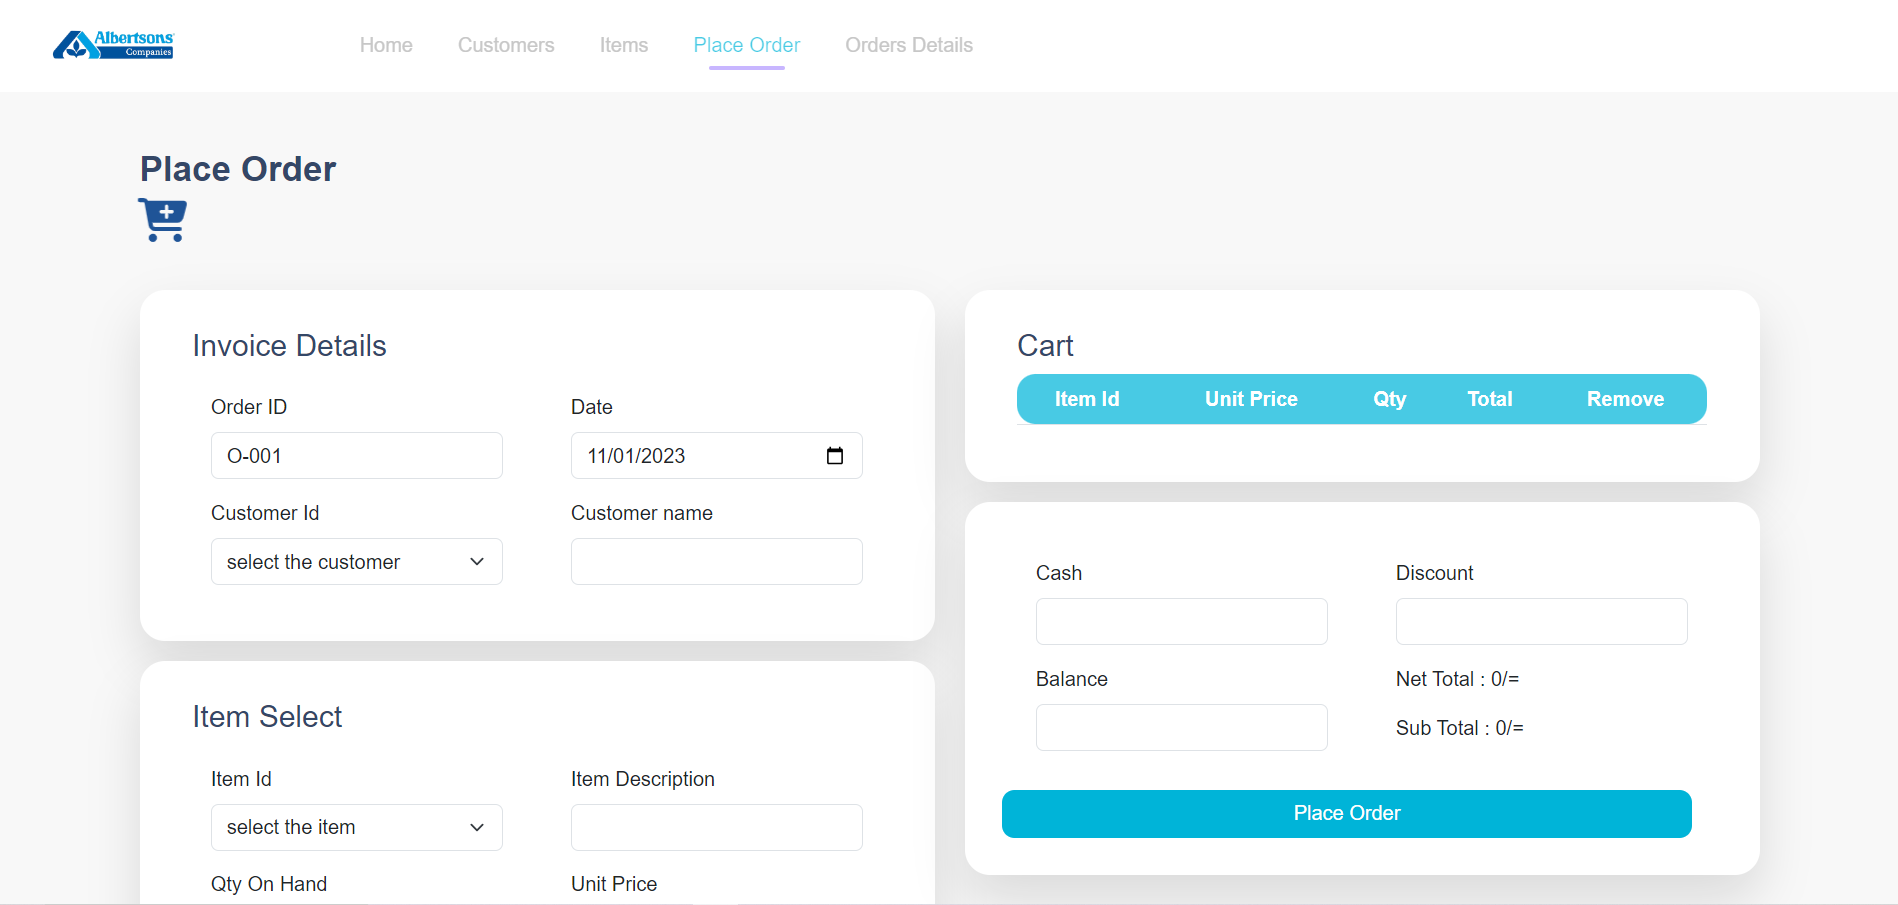 Albertsons
Companies
Home
Customers
Items
Place Order
Orders Details
Place Order
Invoice Details
Order ID
Date
O-001
11/01/2023
Customer Id
Customer name
select the customer
Item Select
Item Id
Item Description
select the item
Qty On Hand
Unit Price
Cart
Item Id
Unit Price
Qty
Total
Remove
Cash
Discount
Balance
Net Total : 0/=
Sub Total : 0/=
Place Order